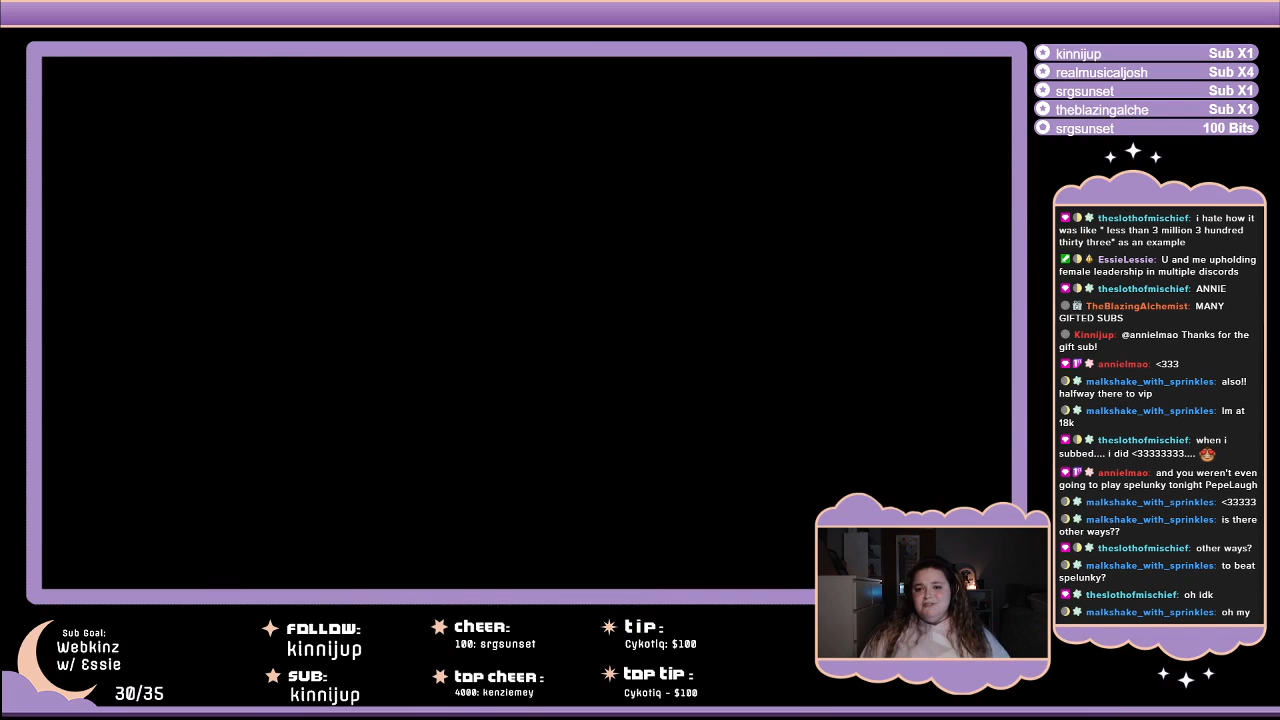 kinnijup Sub X1
realmusicaljosh Sub X4
srgsunset Sub X1
theblazingalche Sub X1
srgsunset 100 Bits
theslothofmischief: i hate how it
was like " less than 3 million 3 hundred
thirty three" as an example
EssieLessie: U and me upholding
female leadership in multiple discords
theslothofmischief: ANNIE
TheBlazingAlchemist: MANY
GIFTED SUBS
Kinnijup: @annielmao Thanks for the
gift sub!
annielmao: <333
malkshake_with_sprinkles: also!!
halfway there to vip
malkshake_with_sprinkles: Im at
18k
theslothofmischief: when i
subbed.... i did <33333333....
annielmao: and you weren't even
going to play spelunky tonight PepeLaugh
malkshake_with_sprinkles: <33333
malkshake_with_sprinkles: is there
other ways??
theslothofmischief: other ways?
malkshake_with_sprinkles: to beat
spelunky?
theslothofmischief: oh idk
malkshake_with_sprinkles: oh my
Sub Goal:
Webkinz
w/ Essie
30/35
FOLLOW:
kinnijup
SUB:
kinnijup
cheer:
100: srgsunset
top cheer:
4000: kenziemey
tip:
Cykotiq: $100
top tip:
Cykotiq - $100